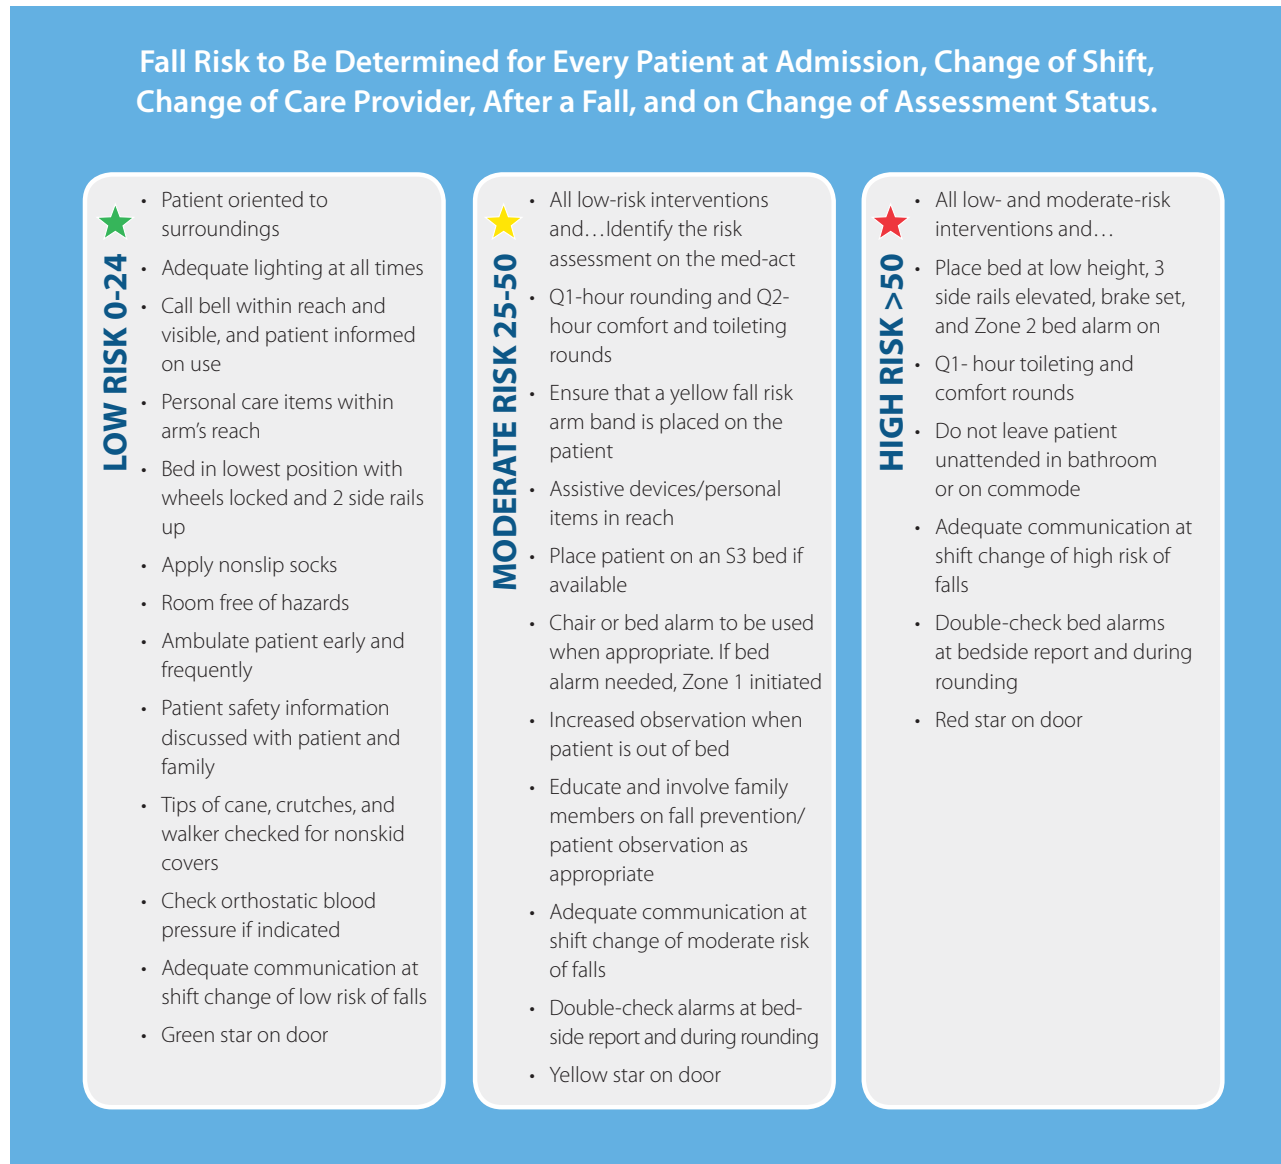 Fall Risk to Be Determined for Every Patient at Admission, Change of Shift,
Change of Care Provider, After a Fall, and on Change of Assessment Status.
LOW RISK 0-24
• Patient oriented to
surroundings
• Adequate lighting at all times
• Call bell within reach and
visible, and patient informed
on use
• Personal care items within
arm's reach
• Bed in lowest position with
wheels locked and 2 side rails
up
• Apply nonslip socks
• Room free of hazards
• Ambulate patient early and
frequently
• Patient safety information
discussed with patient and
family
• Tips of cane, crutches, and
walker checked for nonskid
covers
• Check orthostatic blood
pressure if indicated
• Adequate communication at
shift change of low risk of falls
• Green star on door
MODERATE RISK 25-50
• All low-risk interventions
and…Identify the risk
assessment on the med-act
• Q1-hour rounding and Q2-
hour comfort and toileting
rounds
• Ensure that a yellow fall risk
arm band is placed on the
patient
• Assistive devices/personal
items in reach
• Place patient on an S3 bed if
available
• Chair or bed alarm to be used
when appropriate. If bed
alarm needed, Zone 1 initiated
• Increased observation when
patient is out of bed
• Educate and involve family
members on fall prevention/
patient observation as
appropriate
• Adequate communication at
shift change of moderate risk
of falls
• Double-check alarms at bed-
side report and during rounding
• Yellow star on door
HIGH RISK >50
• All low- and moderate-risk
interventions and…
• Place bed at low height, 3
side rails elevated, brake set,
and Zone 2 bed alarm on
• Q1- hour toileting and
comfort rounds
• Do not leave patient
unattended in bathroom
or on commode
• Adequate communication at
shift change of high risk of
falls
• Double-check bed alarms
at bedside report and during
rounding
• Red star on door